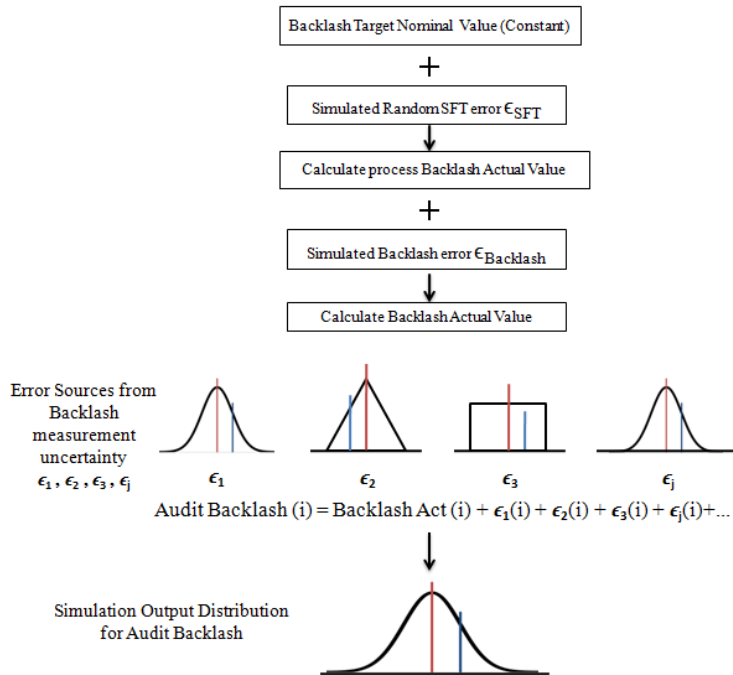 Backlash Target Nominal Value (Constant)
+
Simulated Random SFT error ϵSFT
Calculate process Backlash Actual Value
+
Simulated Backlash error ϵBacklash
Calculate Backlash Actual Value
Error Sources from
Backlash
measurement
uncertainty
ϵ1 , ϵ2 , ϵ3 , ϵj
ϵ1 ϵ2 ϵ3 ϵj
Audit Backlash (i) = Backlash Act (i) + ϵ1(i) + ϵ2(i) + ϵ3(i) + ϵj(i)+...
Simulation Output Distribution
for Audit Backlash